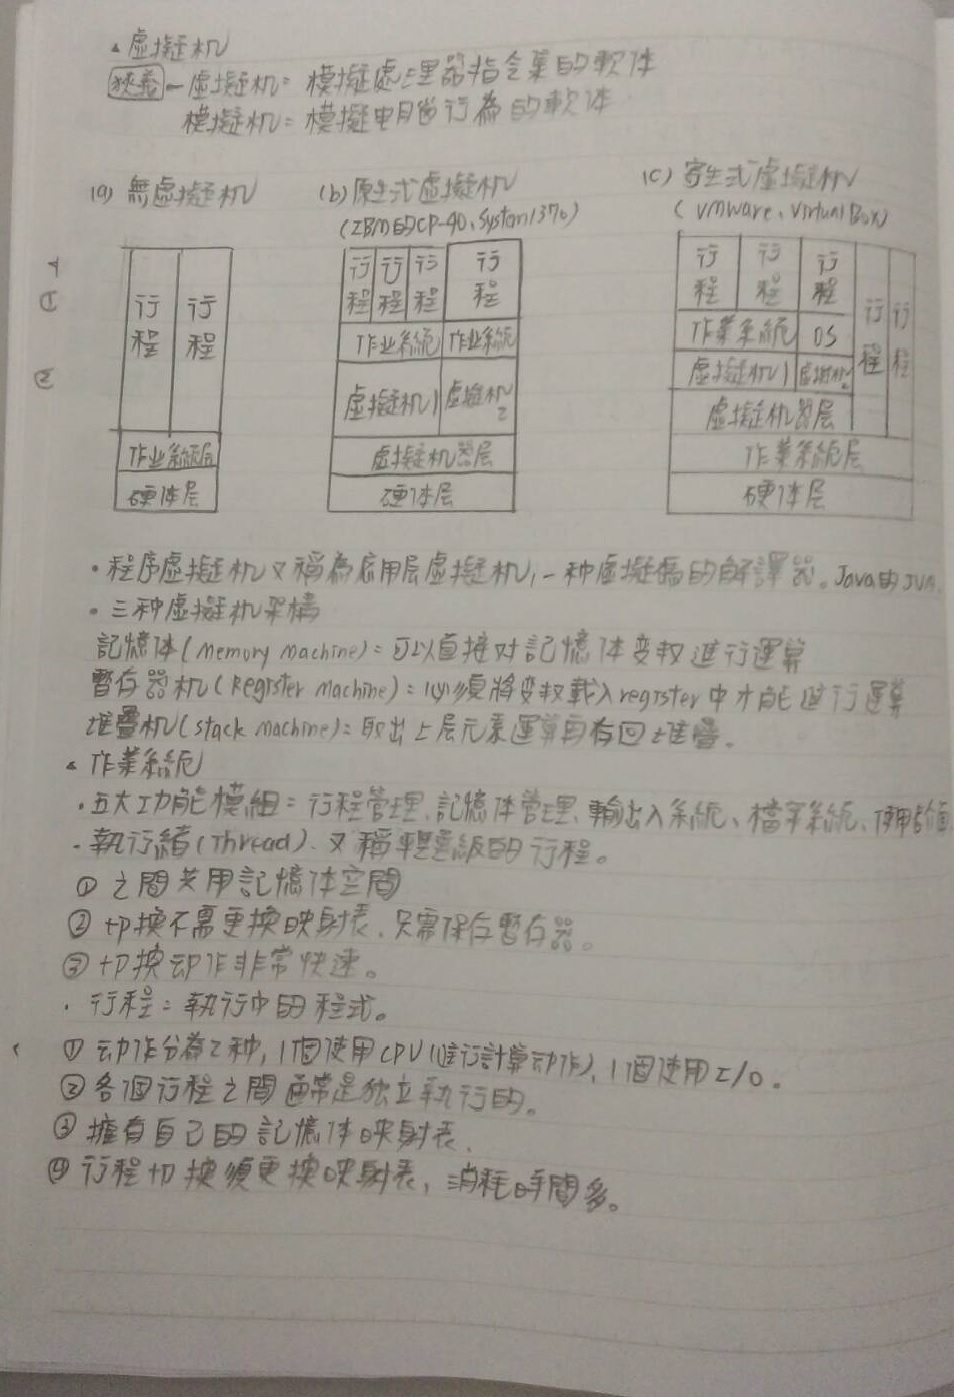 ▲虛擬机
狹義-虛擬机=模擬處理器指令集的軟体
模擬机=模擬电腦行為的軟体
(a) 無虛擬机
(b)原生式虛擬机
(IBM的CP-40、System/370)
(c) 寄生式虛擬机
(VMware、Virtual Box)
行程 行程
作业系統层
硬体层
行程 行程 行程 行程
作业系統 作业系統
虛擬机1 虛擬机2
虛擬机器层
硬体层
行程 行程 行程 行程 行程
作業系統 OS
虛擬机1 虛擬机2
虛擬机器层
作業系統层
硬体层
・程序虛擬机又稱為應用层虛擬机,一种虛擬碼的解譯器。Java的JVM.
・三种虛擬机架構
記憶体(Memory Machine)=可以直接对記憶体变数進行運算
暫存器机(Register Machine)=必須將变数載入register中才能進行運算
堆疊机(Stack Machine)=取出上层元素運算再存回堆疊。
▲作業系統
・五大功能模組=行程管理、記憶体管理、輸出入系統、檔案系統、使用者介面
・執行緒(Thread)、又稱輕量級的行程。
① 之間共用記憶体空間
② 切換不需更換映射表、只需保存暫存器。
③ 切換动作非常快速。
・行程=執行中的程式。
① 动作分為2种,1個使用CPU(進行計算动作),1個使用I/O.
② 各個行程之間通常是独立執行的。
③ 擁有自己的記憶体映射表.
④ 行程切換須更換映射表,消耗時間多。